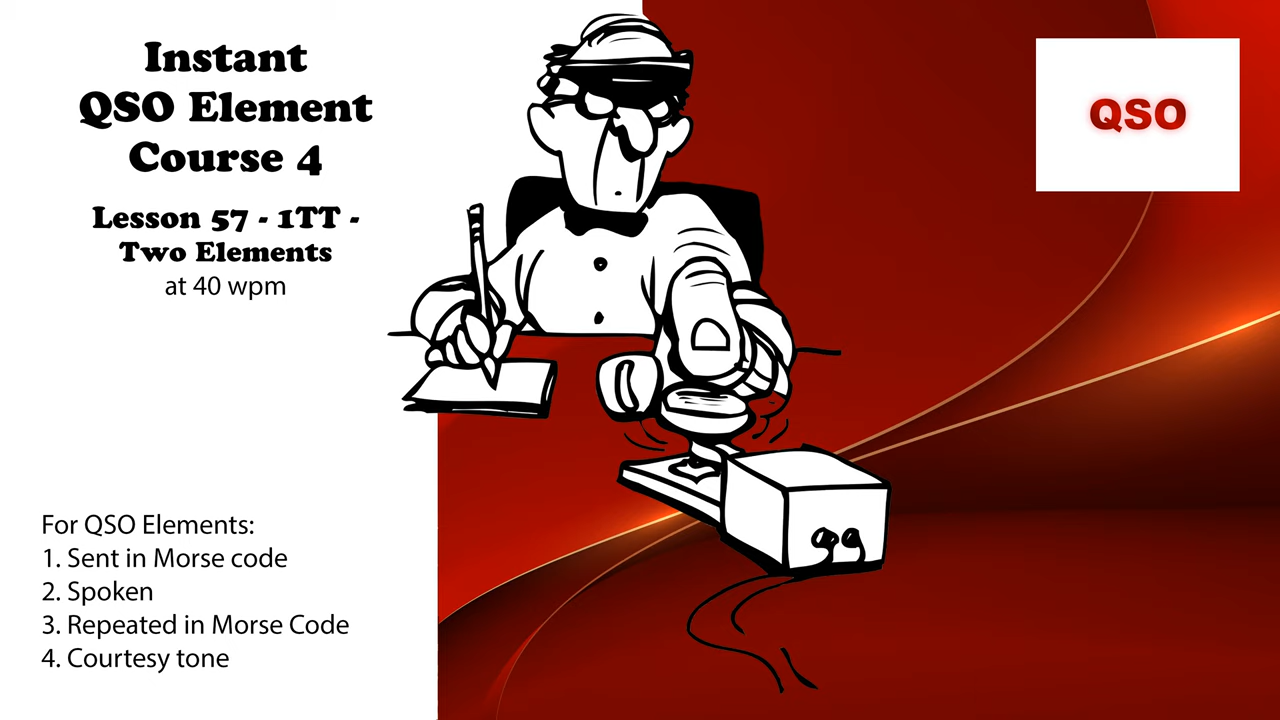 Instant
QSO Element
Course 4
Lesson 57 - 1TT -
Two Elements
at 40 wpm
QSO
For QSO Elements:
1. Sent in Morse code
2. Spoken
3. Repeated in Morse Code
4. Courtesy tone